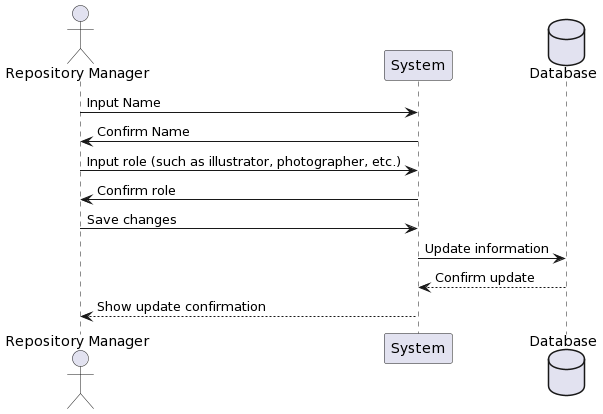 Repository Manager
System
Database
Input Name
Confirm Name
Input role (such as illustrator, photographer, etc.)
Confirm role
Save changes
Update information
Confirm update
Show update confirmation
Repository Manager
System
Database